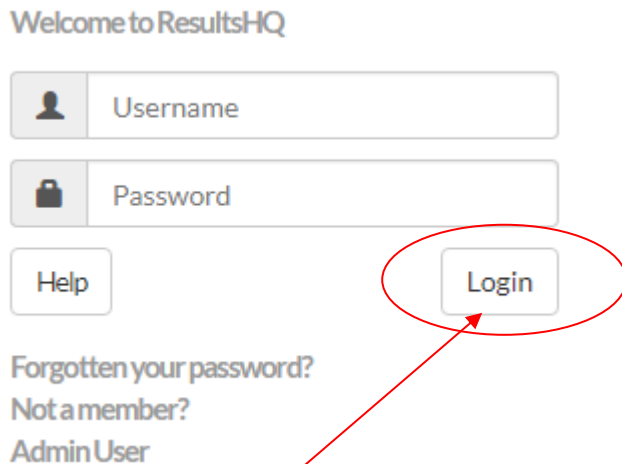 Welcome to ResultsHQ
Username
Password
Help Login
Forgotten your password?
Not a member?
Admin User